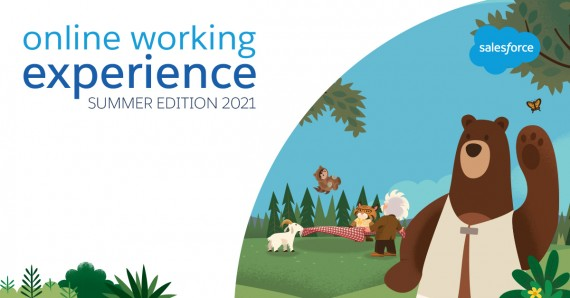 online working
experience
SUMMER EDITION 2021
salesforce